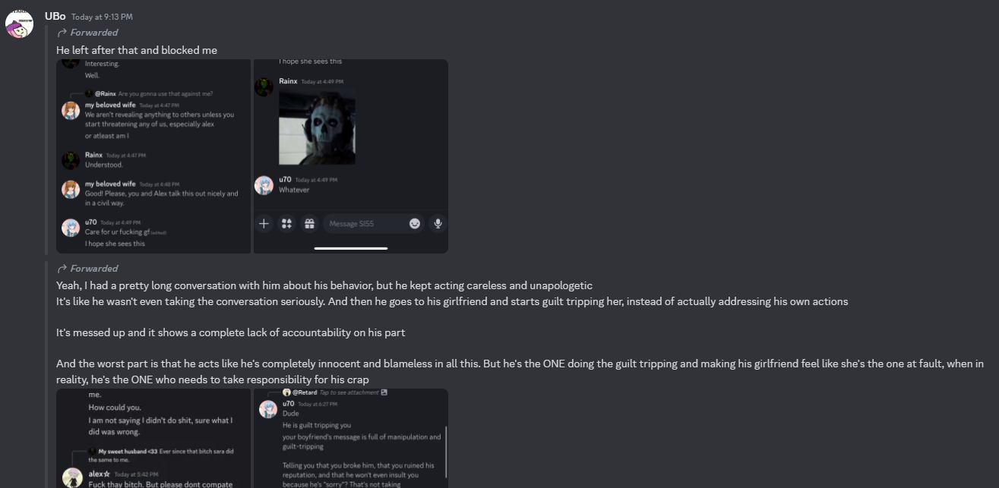 UBo Today at 9:13 PM
Forwarded
He left after that and blocked me
Interesting.
Well.
@Rainx Are you gonna use that against me?
my beloved wife Today at 4:47 PM
We aren't revealing anything to others unless you
start threatening any of us, especially alex
or atleast am I
Rainx Today at 4:47 PM
Understood.
my beloved wife Today at 4:48 PM
Good! Please, you and Alex talk this out nicely and
in a civil way.
u70 Today at 4:49 PM
Care for ur fucking gf (edited)
I hope she sees this
I hope she sees this
Rainx Today at 4:49 PM
u70 Today at 4:49 PM
Whatever
Message SI55
Forwarded
Yeah, I had a pretty long conversation with him about his behavior, but he kept acting careless and unapologetic
It's like he wasn't even taking the conversation seriously. And then he goes to his girlfriend and starts guilt tripping her, instead of actually addressing his own actions
It's messed up and it shows a complete lack of accountability on his part
And the worst part is that he acts like he's completely innocent and blameless in all this. But he's the ONE doing the guilt tripping and making his girlfriend feel like she's the one at fault, when in
reality, he's the ONE who needs to take responsibility for his crap
me.
How could you.
I am not saying I didn't do shit, sure what I
did was wrong.
My sweet husband <33 Ever since that bitch sara did
the same to me.
alex☆ Today at 5:42 PM
Fuck thay bitch. But please dont compate
@Retard Tap to see attachment
u70 Today at 6:27 PM
Dude
He is guilt tripping you
your boyfriend's message is full of manipulation and
guilt-tripping
Telling you that you broke him, that you ruined his
reputation, and that he won't even insult you
because he's "sorry"? That's not taking